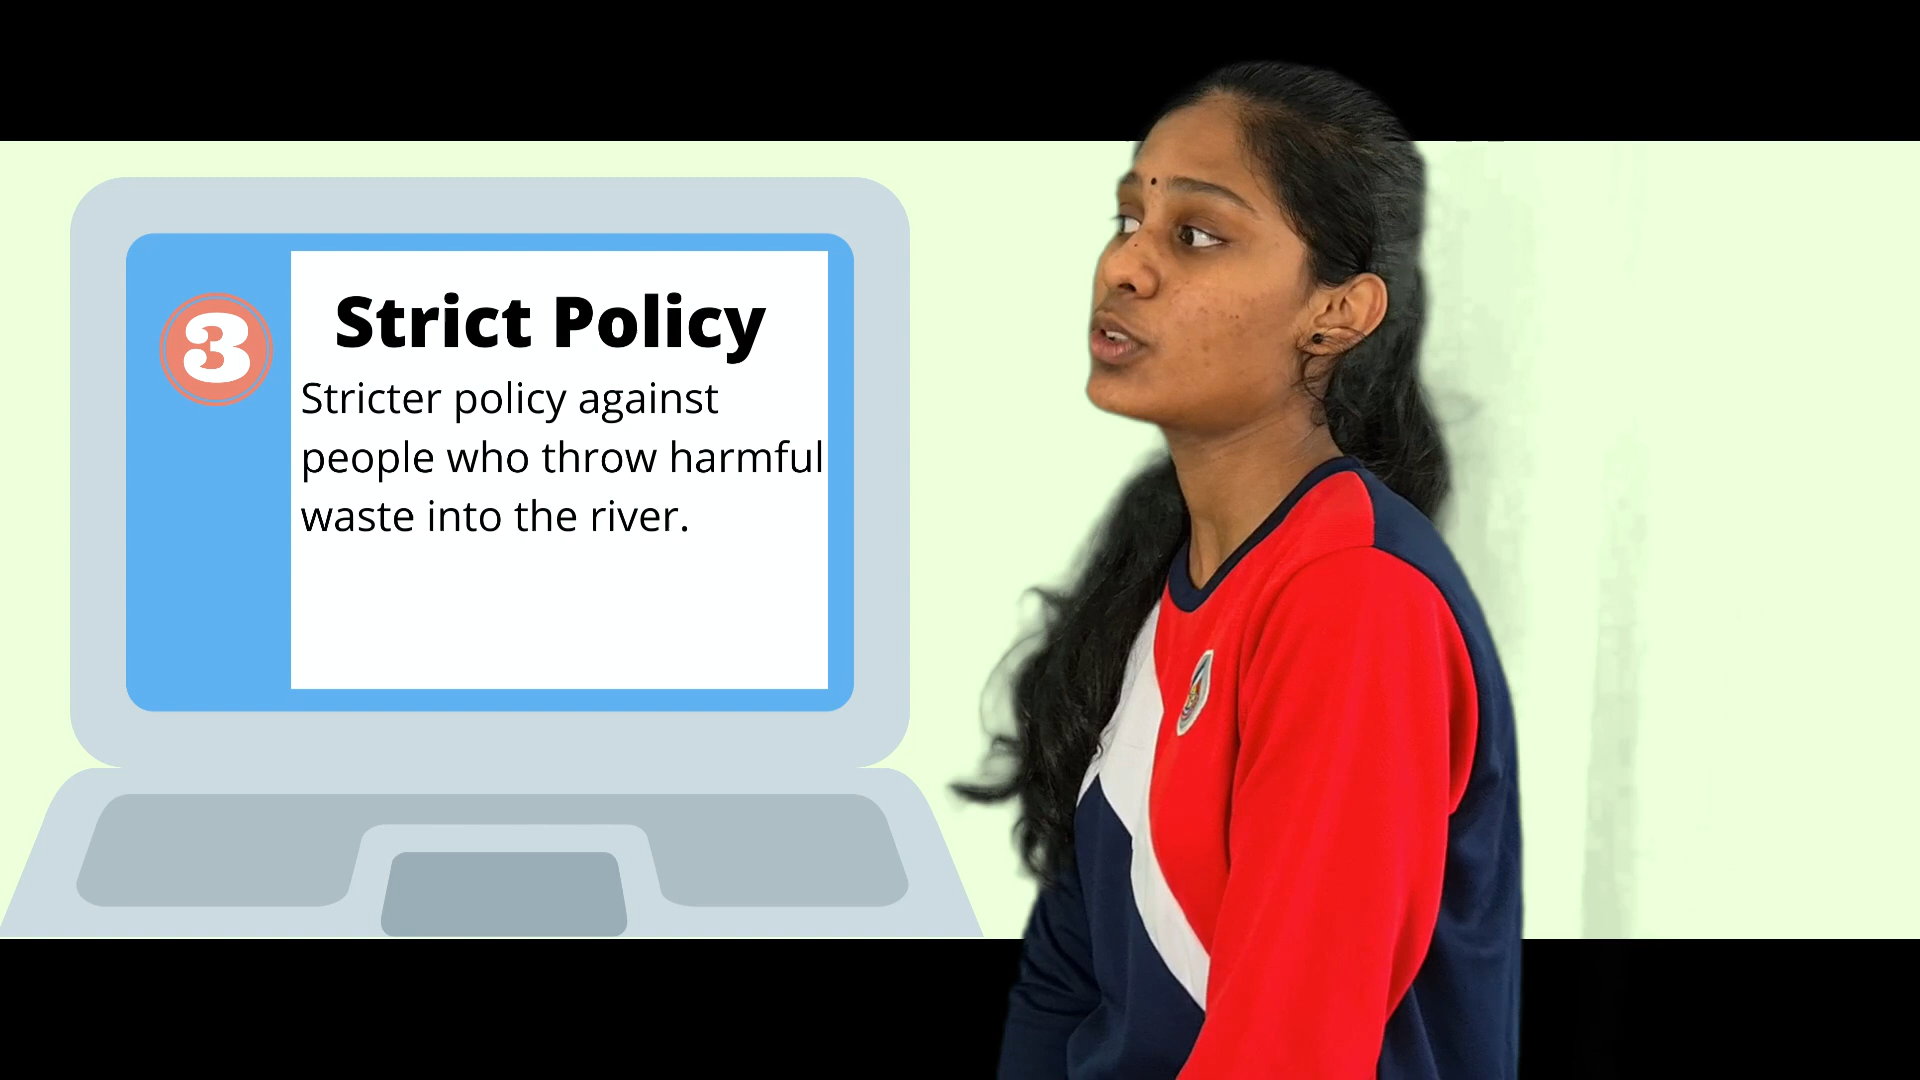 3
Strict Policy
Stricter policy against
people who throw harmful
waste into the river.